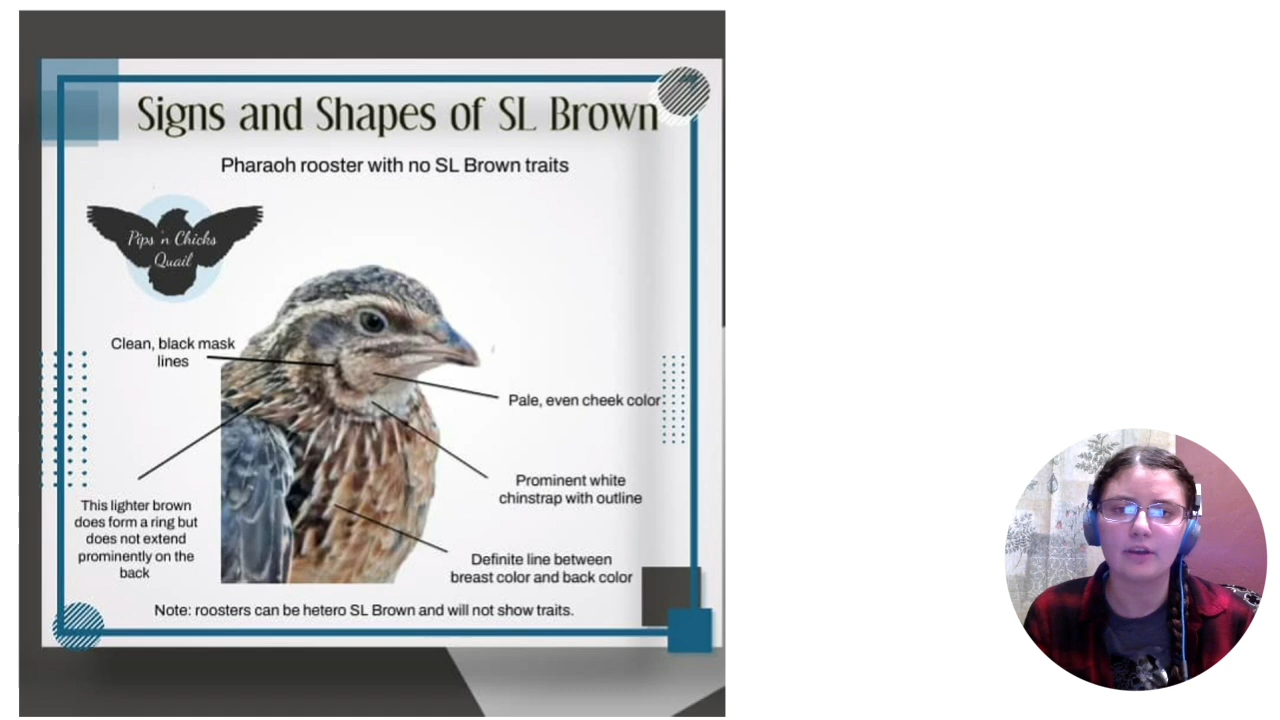 Signs and Shapes of SL Brown
Pharaoh rooster with no SL Brown traits
Pips 'n Chicks
Quail
Clean, black mask
lines
Pale, even cheek color
Prominent white
chinstrap with outline
This lighter brown
does form a ring but
does not extend
prominently on the
back
Definite line between
breast color and back color
Note: roosters can be hetero SL Brown and will not show traits.